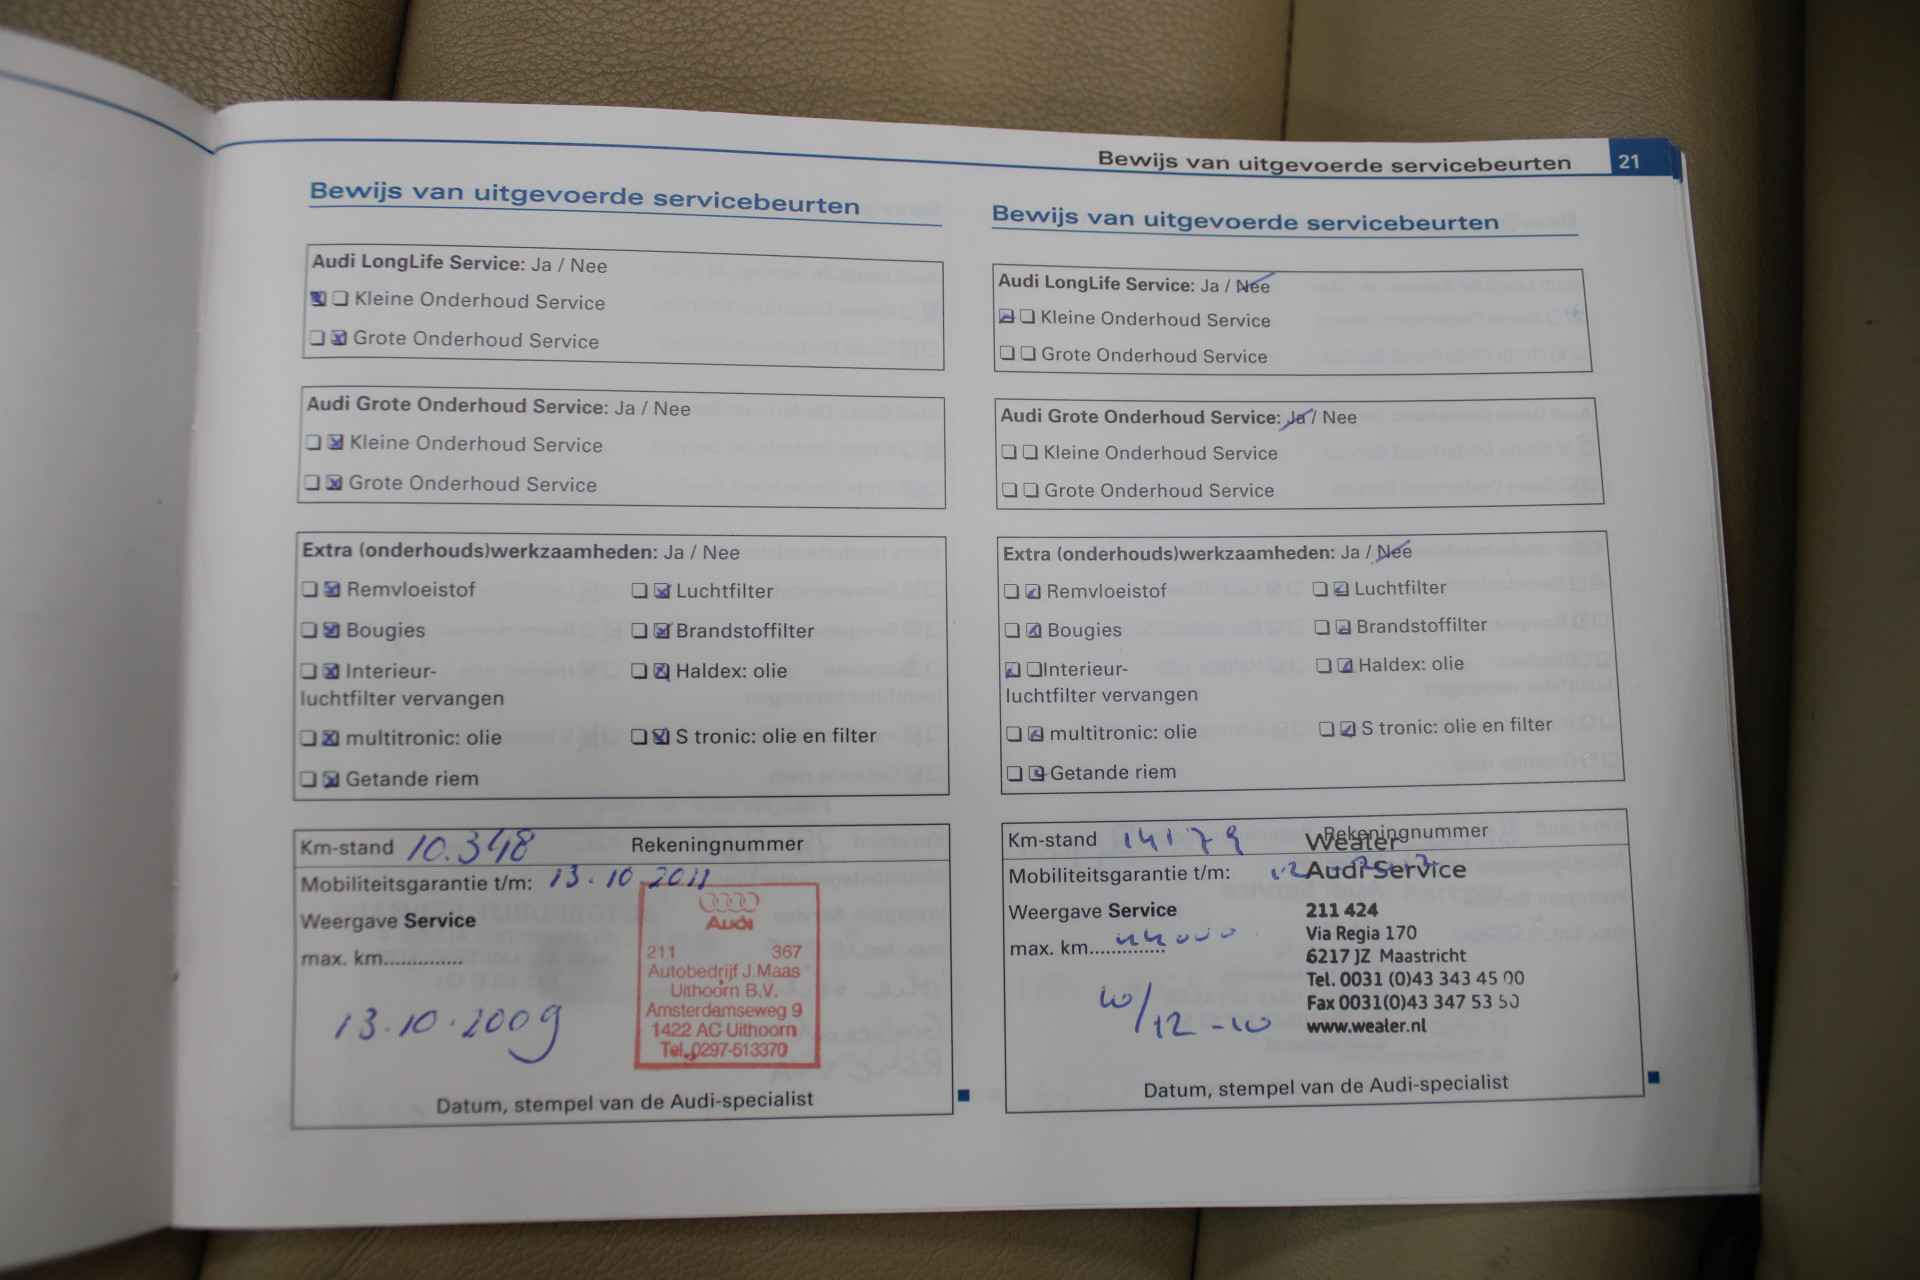 Bewijs van uitgevoerde servicebeurten 21
Bewijs van uitgevoerde servicebeurten
Audi LongLife Service: Ja / Nee
Kleine Onderhoud Service
Grote Onderhoud Service
Audi Grote Onderhoud Service: Ja / Nee
Kleine Onderhoud Service
Grote Onderhoud Service
Extra (onderhouds)werkzaamheden: Ja / Nee
Remvloeistof Luchtfilter
Bougies Brandstoffilter
Interieur- Haldex: olie
luchtfilter vervangen
multitronic: olie S tronic: olie en filter
Getande riem
Km-stand 10.348 Rekeningnummer
Mobiliteitsgarantie t/m: 13.10 2011
Weergave Service
max. km..............
13.10.2009
Audi
211 367
Autobedrijf J.Maas
Uithoorn B.V.
Amsterdamseweg 9
1422 AC Uithoorn
Tel. 0297-513370
Datum, stempel van de Audi-specialist
Bewijs van uitgevoerde servicebeurten
Audi LongLife Service: Ja / Nee
Kleine Onderhoud Service
Grote Onderhoud Service
Audi Grote Onderhoud Service: Ja / Nee
Kleine Onderhoud Service
Grote Onderhoud Service
Extra (onderhouds)werkzaamheden: Ja / Nee
Remvloeistof Luchtfilter
Bougies Brandstoffilter
Interieur- Haldex: olie
luchtfilter vervangen
multitronic: olie S tronic: olie en filter
Getande riem
Km-stand 14179 Rekeningnummer
Wealer
Mobiliteitsgarantie t/m:
Audi Service
Weergave Service
max. km..............
211 424
Via Regia 170
6217 JZ Maastricht
Tel. 0031 (0)43 343 45 00
Fax 0031(0)43 347 53 50
www.wealer.nl
10/12-10
Datum, stempel van de Audi-specialist